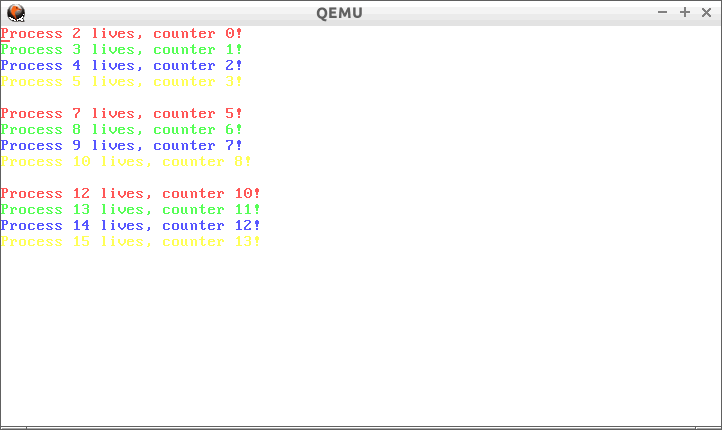 QEMU
Process 2 lives, counter 0!
Process 3 lives, counter 1!
Process 4 lives, counter 2!
Process 5 lives, counter 3!
Process 7 lives, counter 5!
Process 8 lives, counter 6!
Process 9 lives, counter 7!
Process 10 lives, counter 8!
Process 12 lives, counter 10!
Process 13 lives, counter 11!
Process 14 lives, counter 12!
Process 15 lives, counter 13!